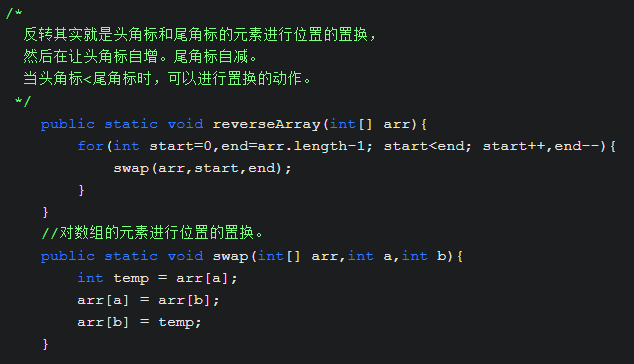 /*
反转其实就是头角标和尾角标的元素进行位置的置换，
然后在让头角标自增。尾角标自减。
当头角标<尾角标时，可以进行置换的动作。
*/
public static void reverseArray(int[] arr){
for(int start=0,end=arr.length-1; start<end; start++,end--){
swap(arr,start,end);
}
}
//对数组的元素进行位置的置换。
public static void swap(int[] arr,int a,int b){
int temp = arr[a];
arr[a] = arr[b];
arr[b] = temp;
}